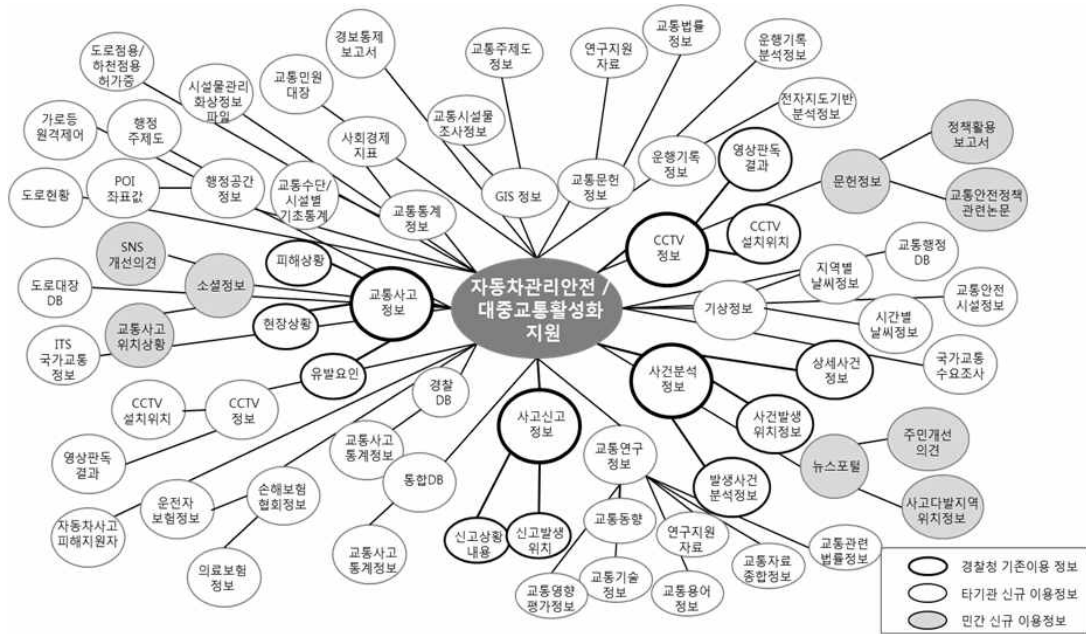 도로점용/
하천점용
허가증
시설물관리
화상정보
파일
교통민원
대장
경보통제
보고서
교통주제도
정보
연구지원
자료
교통법률
정보
운행기록
분석정보
가로등
원격제어
행정
주제도
사회경제
지표
교통시설물
조사정보
전자지도기반
분석정보
정책활용
보고서
도로현황
POI
좌표값
행정공간
정보
교통수단/
시설별
기초통계
교통통계
정보
GIS 정보
교통문헌
정보
운행기록
정보
영상판독
결과
문헌정보
교통안전정책
관련논문
SNS
개선의견
피해상황
CCTV
정보
CCTV
설치위치
교통행정
DB
도로대장
DB
소셜정보
교통사고
정보
자동차관리안전 /
대중교통활성화
지원
지역별
날씨정보
교통안전
시설정보
교통사고
위치상황
현장상황
기상정보
시간별
날씨정보
ITS
국가교통
정보
유발요인
경찰
DB
사건분석
정보
상세사건
정보
국가교통
수요조사
CCTV
설치위치
CCTV
정보
사고신고
정보
사건발생
위치정보
주민개선
의견
영상판독
결과
교통사고
통계정보
통합DB
교통연구
정보
발생사건
분석정보
뉴스포털
사고다발지역
위치정보
자동차사고
피해지원자
운전자
보험정보
손해보험
협회정보
신고상황
내용
신고발생
위치
교통동향
연구지원
자료
교통자료
종합정보
교통관련
법률정보
의료보험
정보
교통사고
통계정보
교통영향
평가정보
교통기술
정보
교통용어
정보
경찰청 기존이용 정보
타기관 신규 이용정보
민간 신규 이용정보